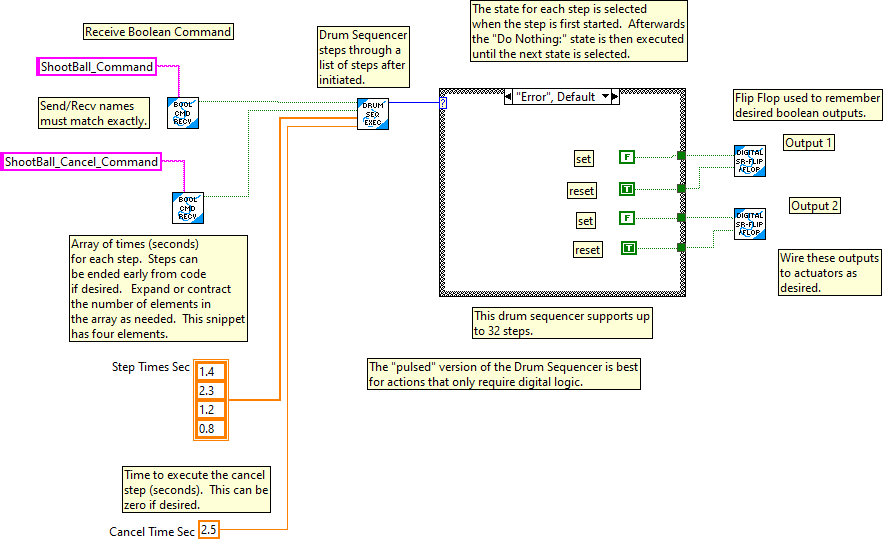 The state for each step is selected
when the step is first started.  Afterwards
the "Do Nothing:" state is then executed
until the next state is selected.
Receive Boolean Command
Drum Sequencer
steps through a
list of steps after
initiated.
ShootBall_Command
Send/Recv names
must match exactly.
BOOL
CMD
RECV
DRUM
SEQ
EXEC
?
"Error", Default
Flip Flop used to remember
desired boolean outputs.
set
F
reset
T
set
F
reset
T
DIGITAL
SR-FLIP
AFLOP
Output 1
DIGITAL
SR-FLIP
AFLOP
Output 2
Wire these outputs
to actuators as
desired.
ShootBall_Cancel_Command
BOOL
CMD
RECV
Array of times (seconds)
for each step.  Steps can
be ended early from code
if desired.   Expand or contract
the number of elements in
the array as needed.  This snippet
has four elements.
This drum sequencer supports up
to 32 steps.
The "pulsed" version of the Drum Sequencer is best
for actions that only require digital logic.
Step Times Sec
1.4
2.3
1.2
0.8
Time to execute the cancel
step (seconds).  This can be
zero if desired.
Cancel Time Sec
2.5